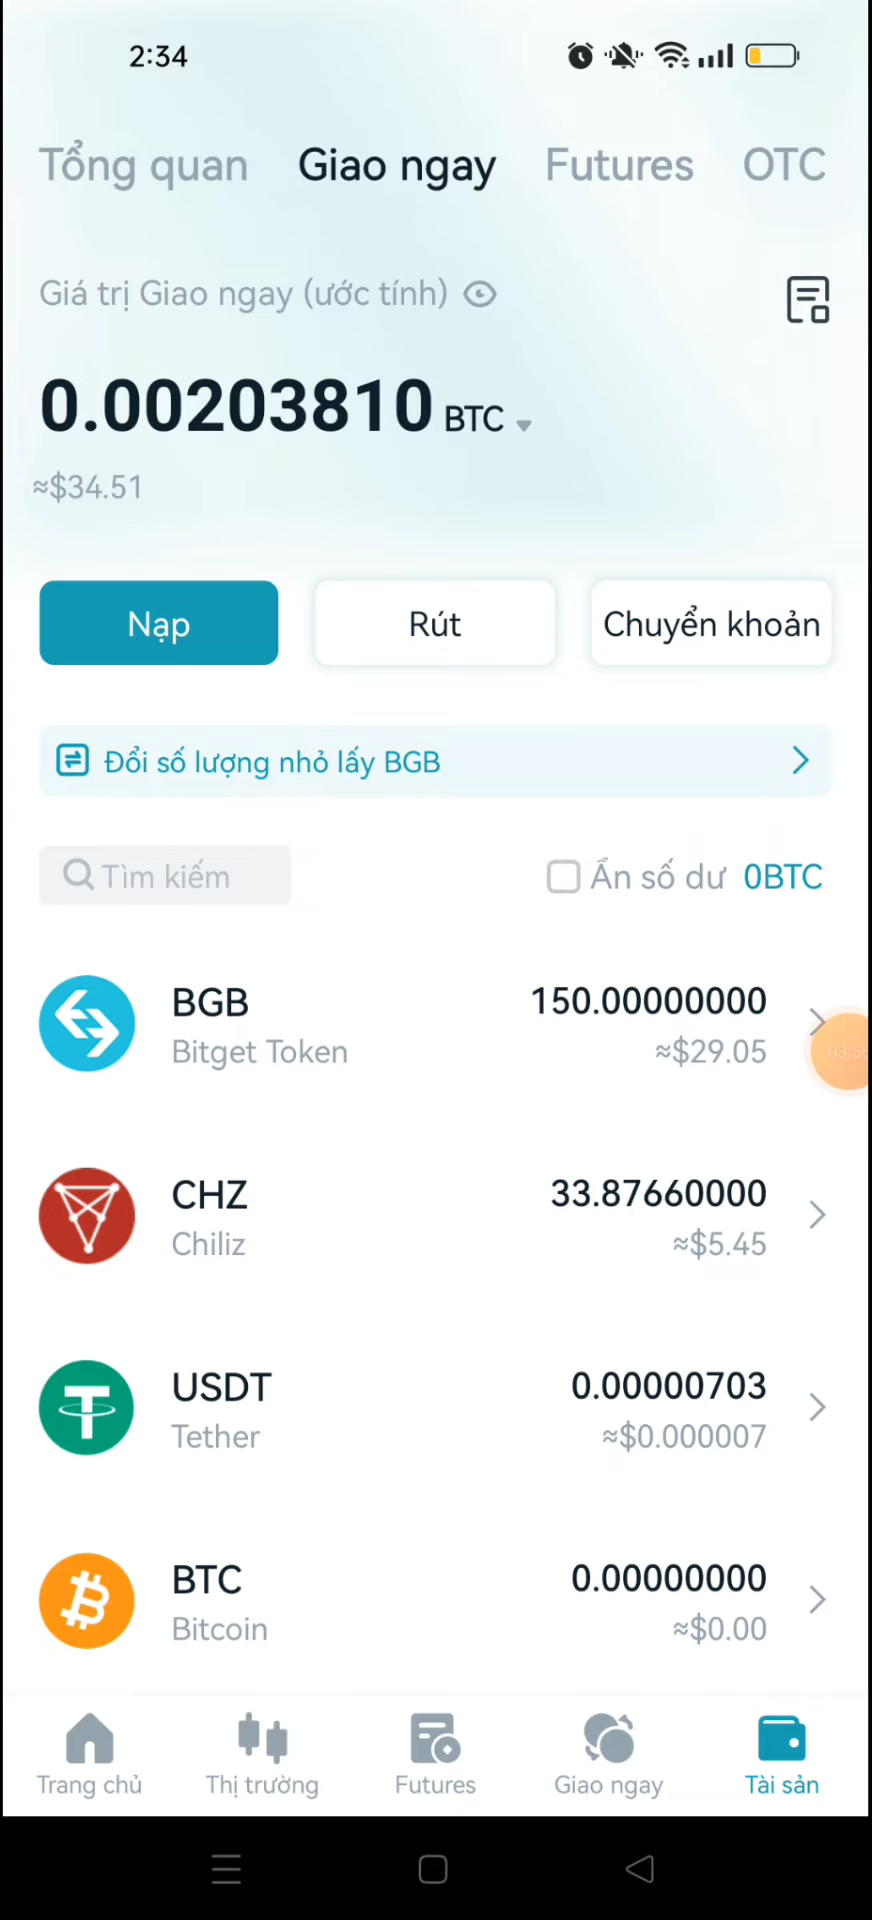 2:34
Tổng quan Giao ngay Futures OTC
Giá trị Giao ngay (ước tính)
0.00203810 BTC
≈$34.51
Nạp Rút Chuyển khoản
Đổi số lượng nhỏ lấy BGB
Tìm kiếm Ẩn số dư 0BTC
BGB 150.00000000
Bitget Token ≈$29.05
03:56
CHZ 33.87660000
Chiliz ≈$5.45
USDT 0.00000703
Tether ≈$0.000007
BTC 0.00000000
Bitcoin ≈$0.00
Trang chủ Thị trường Futures Giao ngay Tài sản